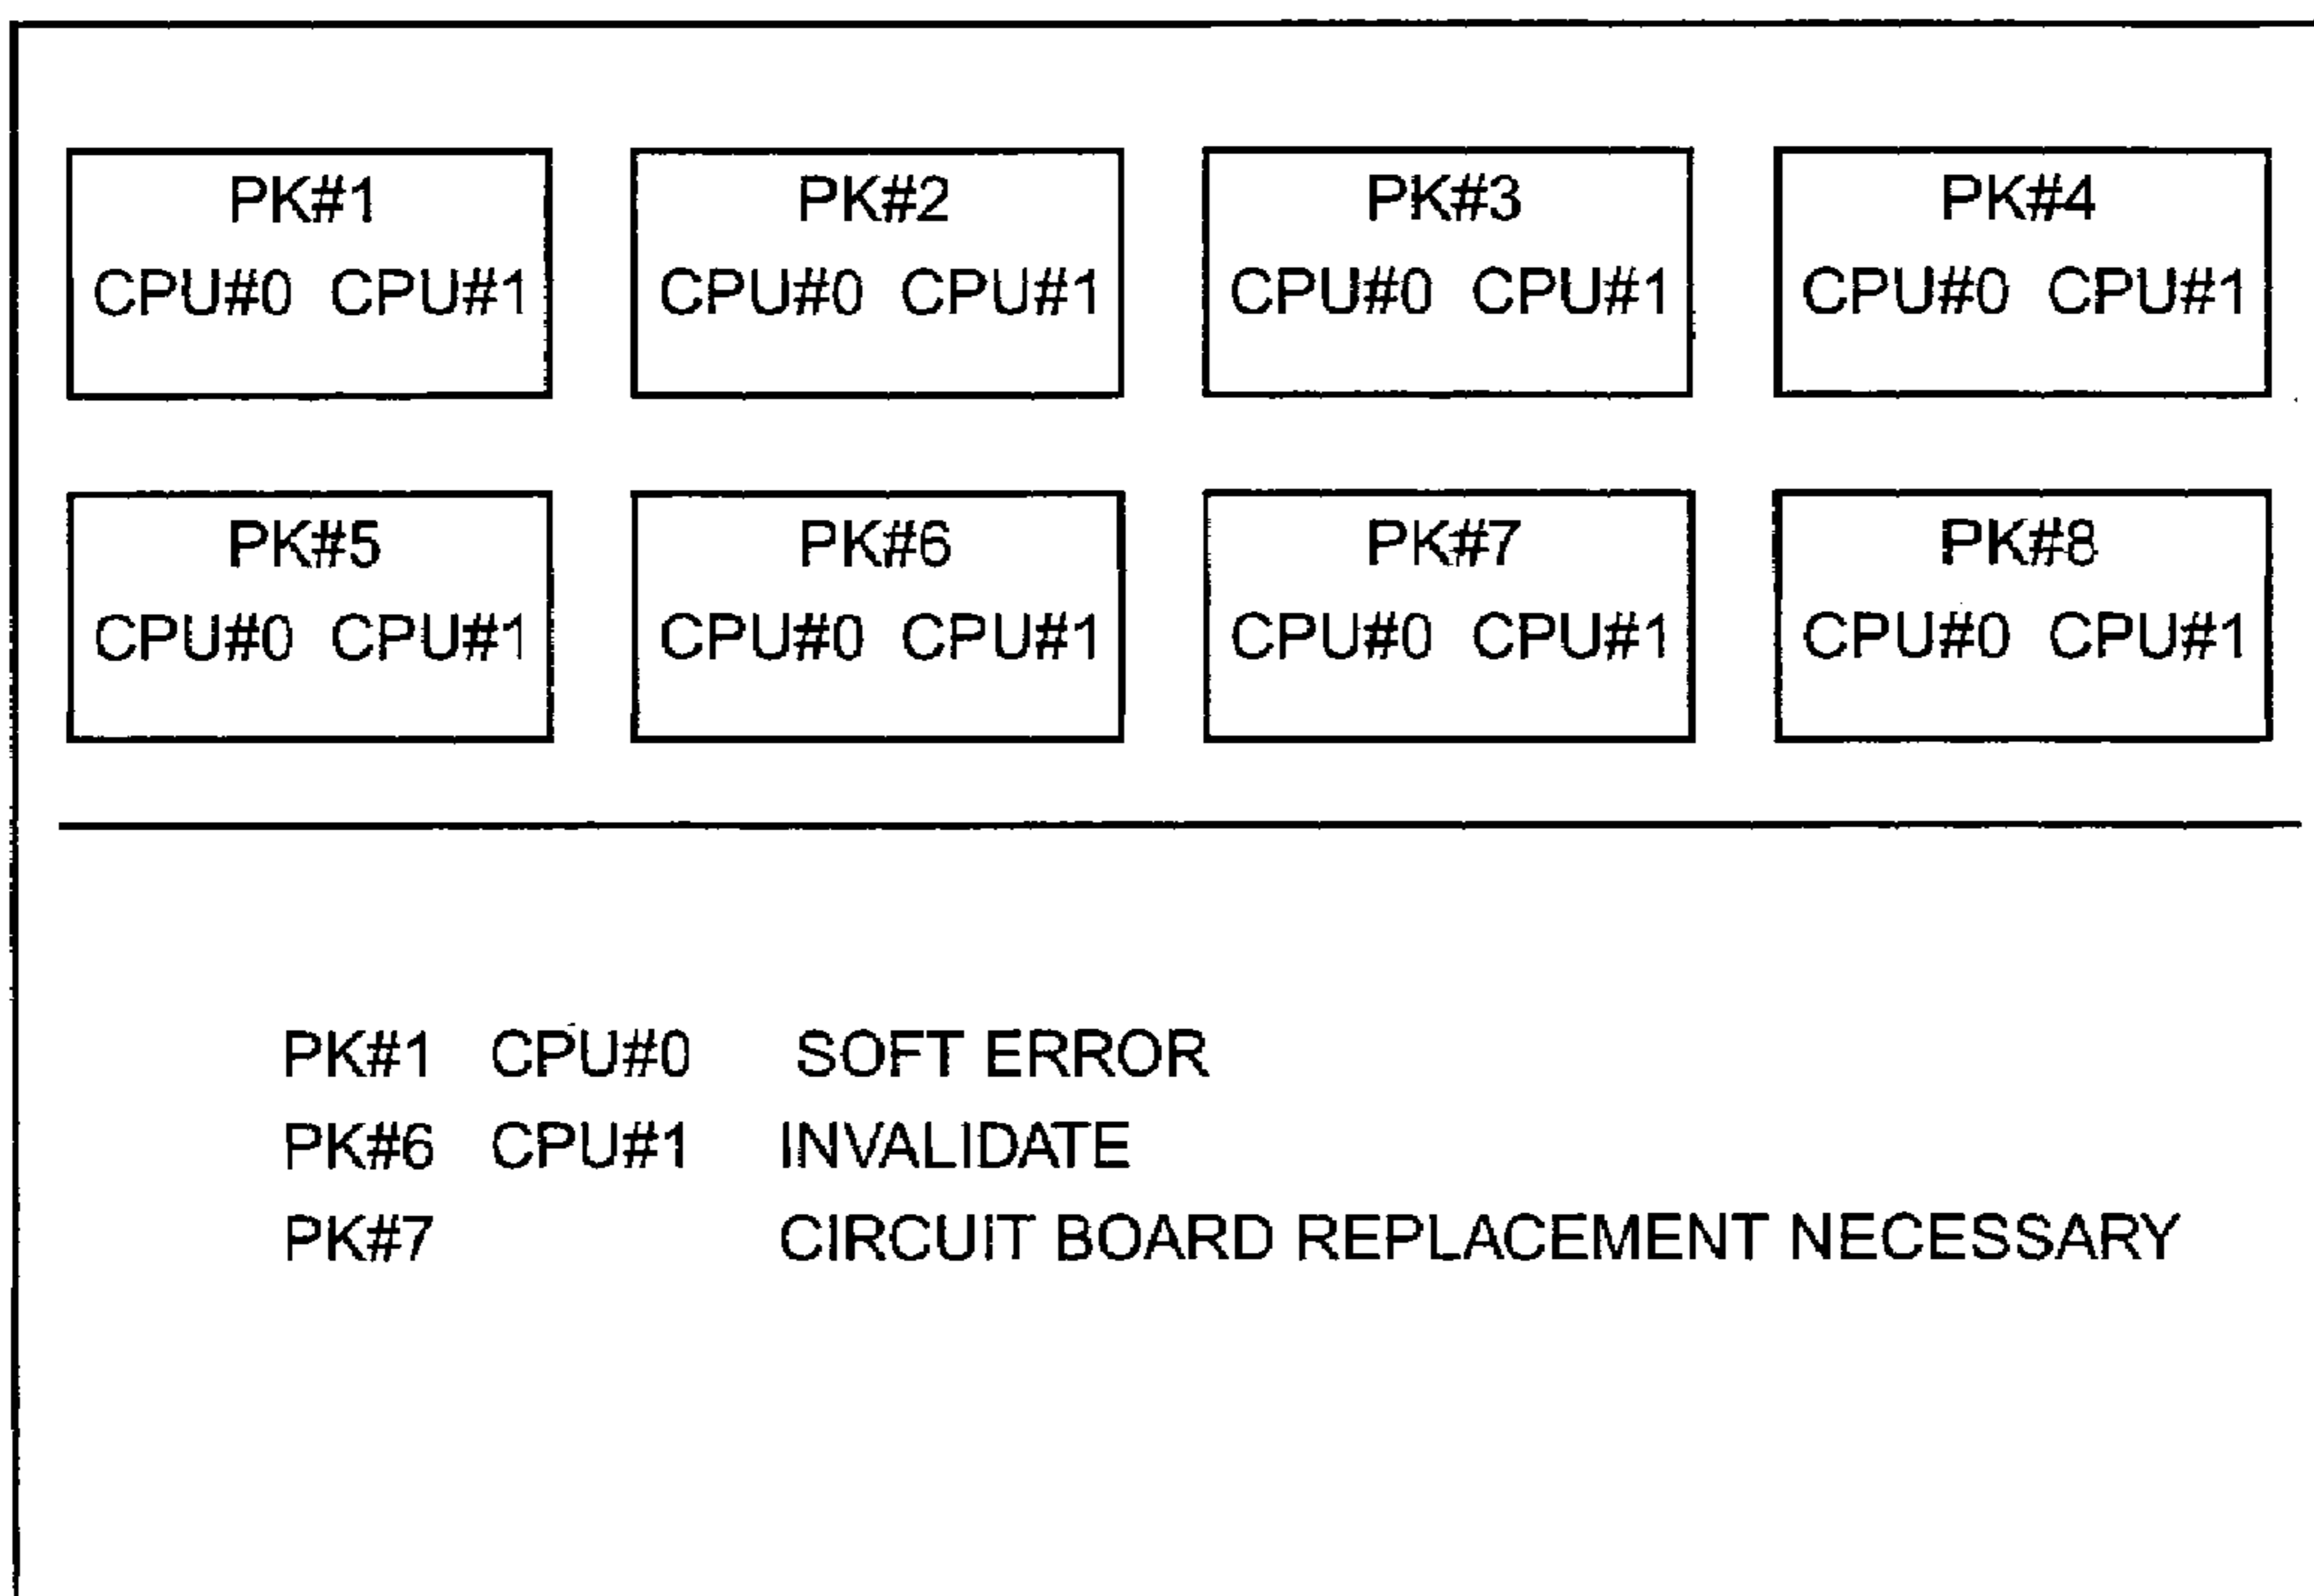 PK#1 PK#2 PK#3 PK#4
CPU#0 CPU#1 CPU#0 CPU#1 CPU#0 CPU#1 CPU#0 CPU#1
PK#5 PK#6 PK#7 PK#8
CPU#0 CPU#1 CPU#0 CPU#1 CPU#0 CPU#1 CPU#0 CPU#1
PK#1 CPU#0 SOFT ERROR
PK#6 CPU#1 INVALIDATE
PK#7 CIRCUIT BOARD REPLACEMENT NECESSARY